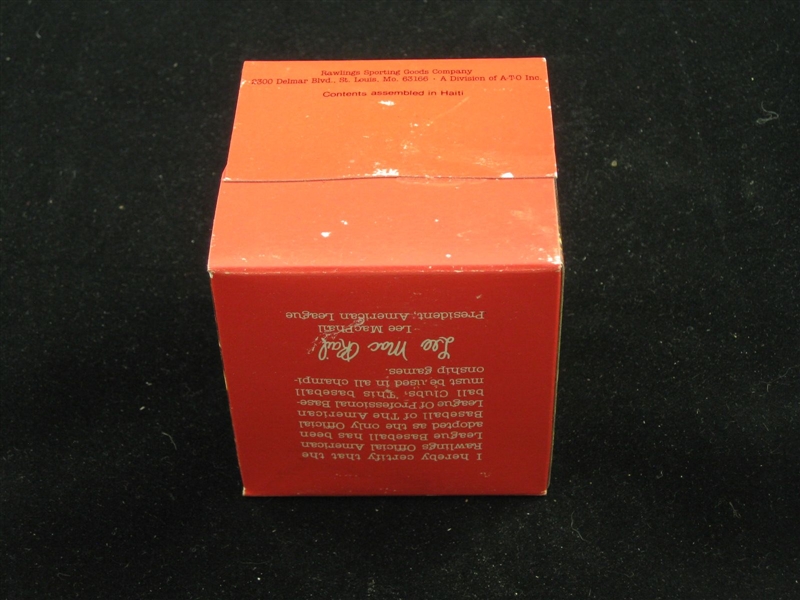 Rawlings Sporting Goods Company
2300 Delmar Blvd., St. Louis, Mo. 63166 · A Division of A-T-O Inc.
Contents assembled in Haiti
I hereby certify that the
Rawlings Official American
League Baseball has been
adopted as the only Official
Baseball of The American
League Of Professional Base-
ball Clubs. This baseball
must be used in all champi-
onship games.
Lee Mac Phail
-Lee MacPhail
President, American League